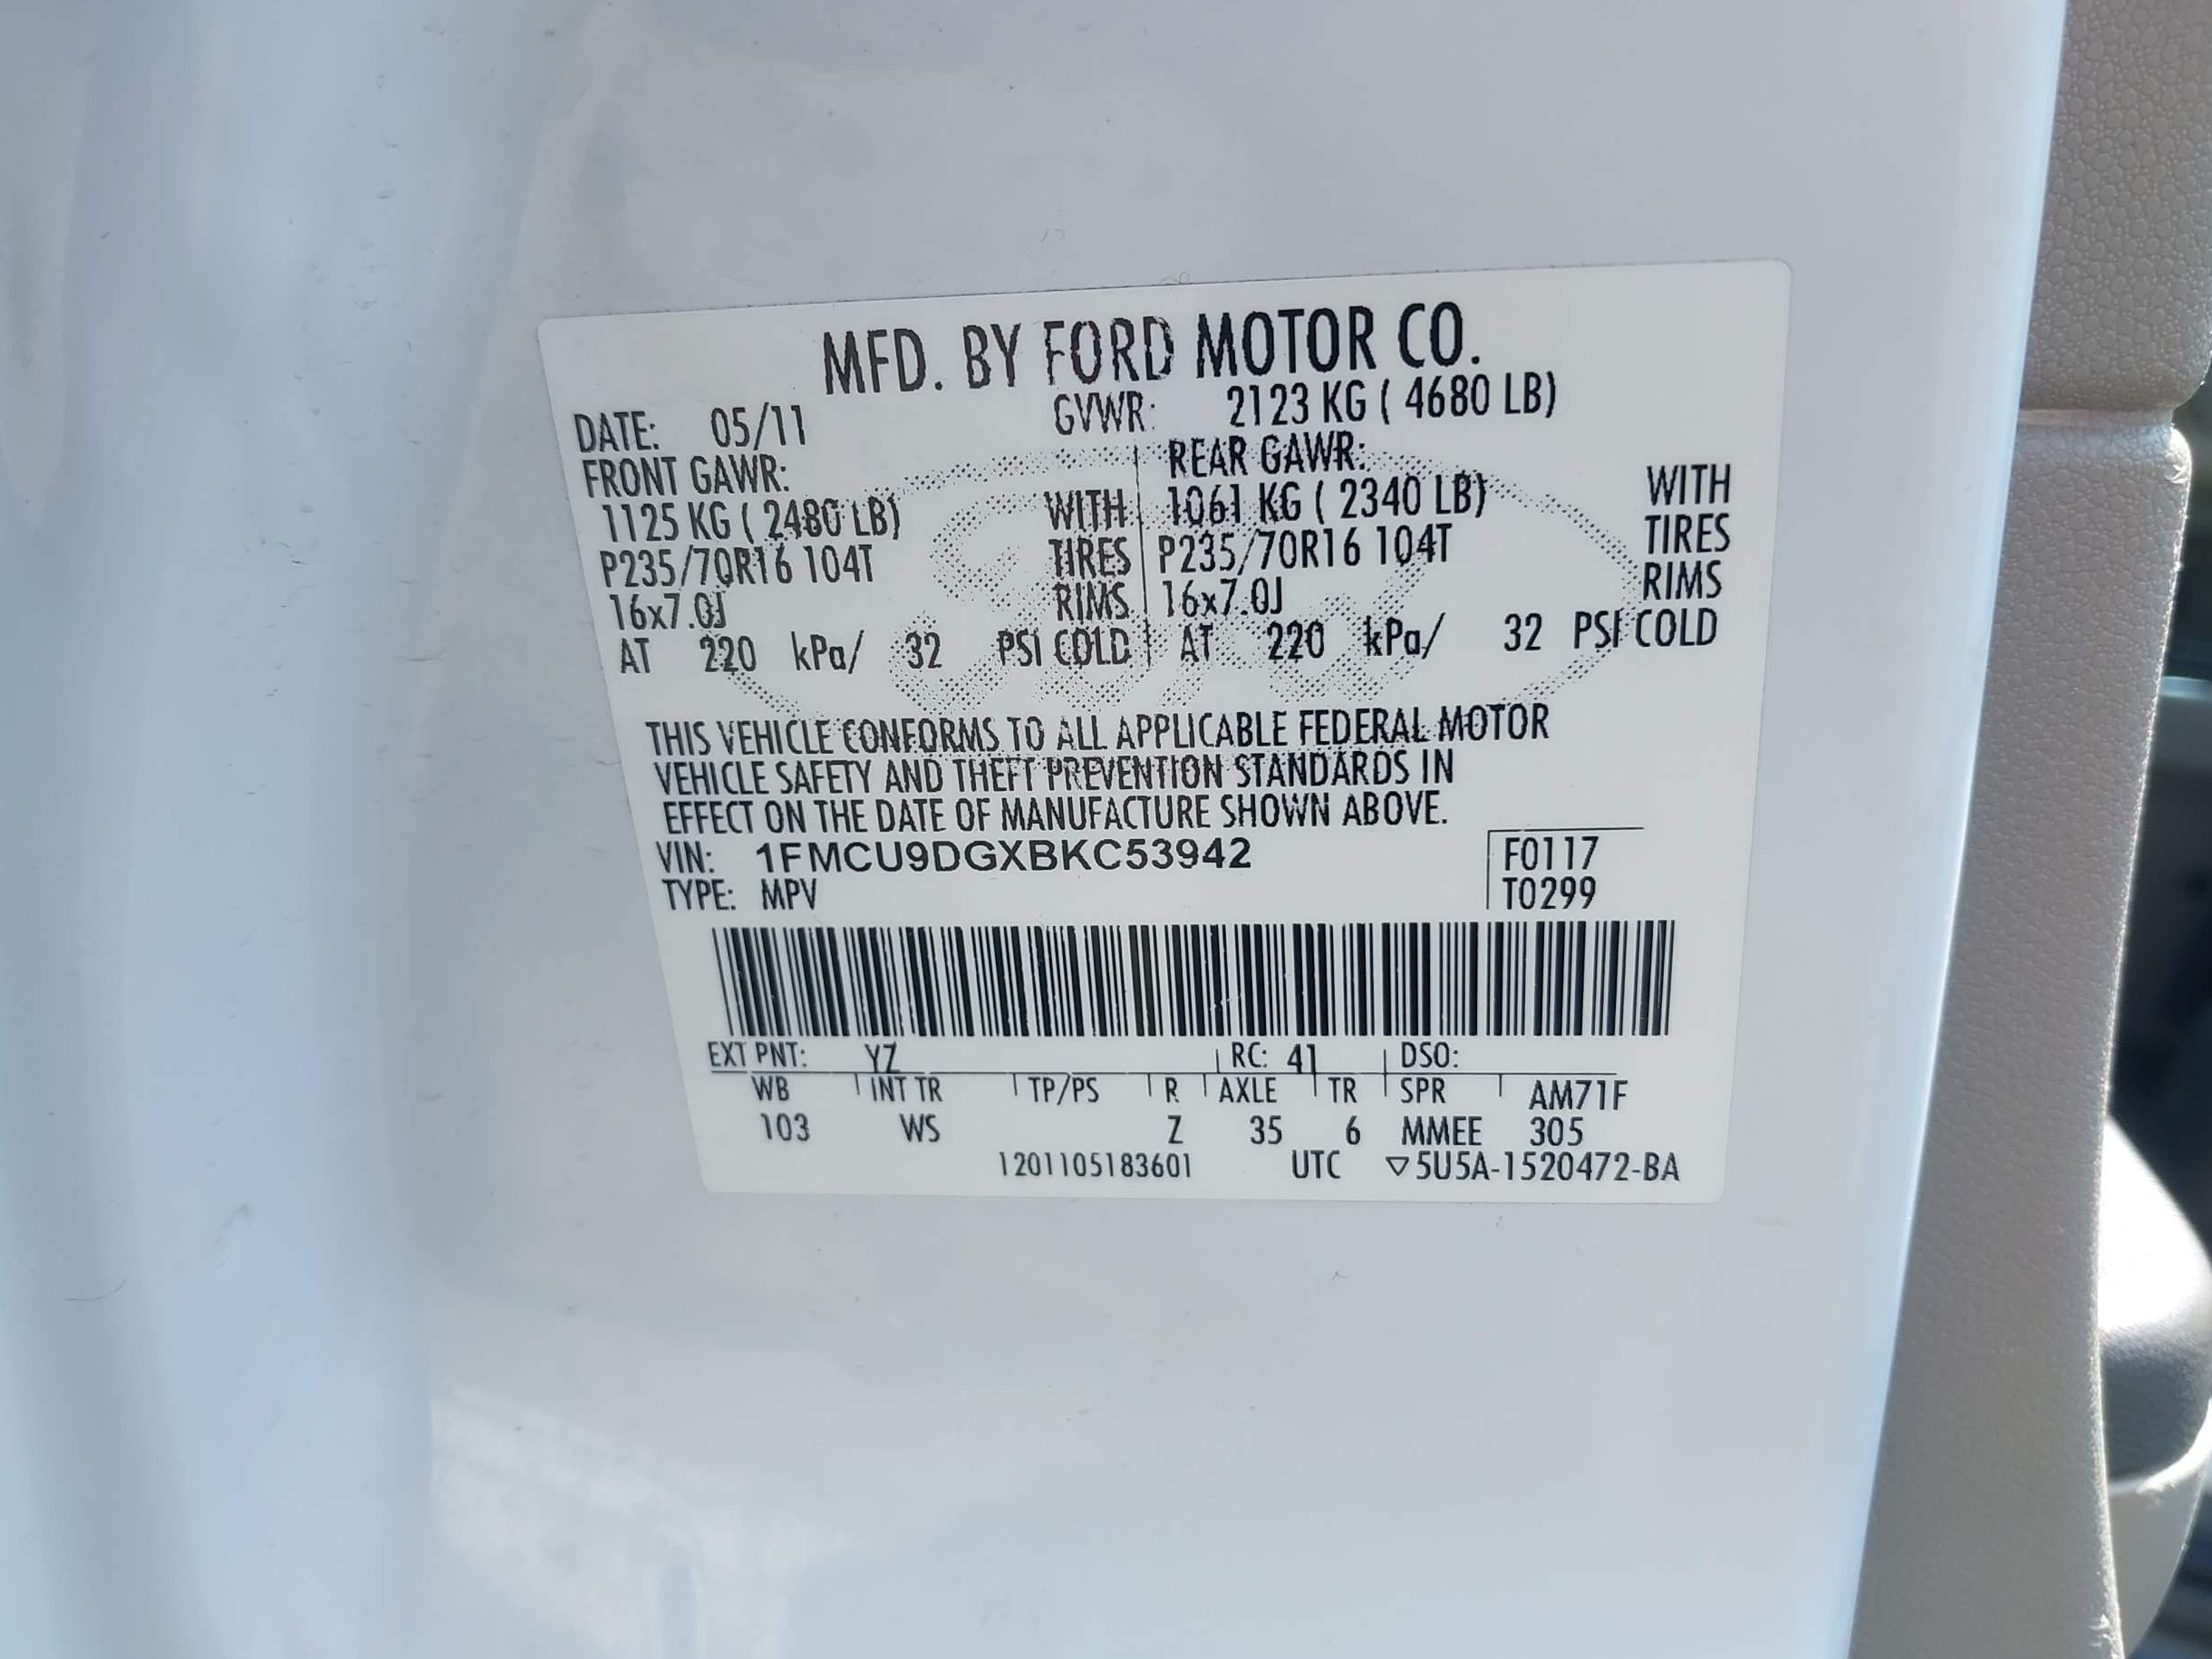 MFD. BY FORD MOTOR CO.
DATE: 05/11 GVWR: 2123 KG ( 4680 LB)
FRONT GAWR: REAR GAWR:
1125 KG ( 2480 LB) WITH 1061 KG ( 2340 LB) WITH
P235/70R16 104T TIRES P235/70R16 104T TIRES
16x7.0J RIMS 16x7.0J RIMS
AT 220 kPa/ 32 PSI COLD AT 220 kPa/ 32 PSI COLD
THIS VEHICLE CONFORMS TO ALL APPLICABLE FEDERAL MOTOR
VEHICLE SAFETY AND THEFT PREVENTION STANDARDS IN
EFFECT ON THE DATE OF MANUFACTURE SHOWN ABOVE.
VIN: 1FMCU9DGXBKC53942 F0117
TYPE: MPV T0299
EXT PNT: YZ RC: 41 DSO:
WB INT TR TP/PS R AXLE TR SPR AM71F
103 WS Z 35 6 MMEE 305
1201105183601 UTC ▽5U5A-1520472-BA